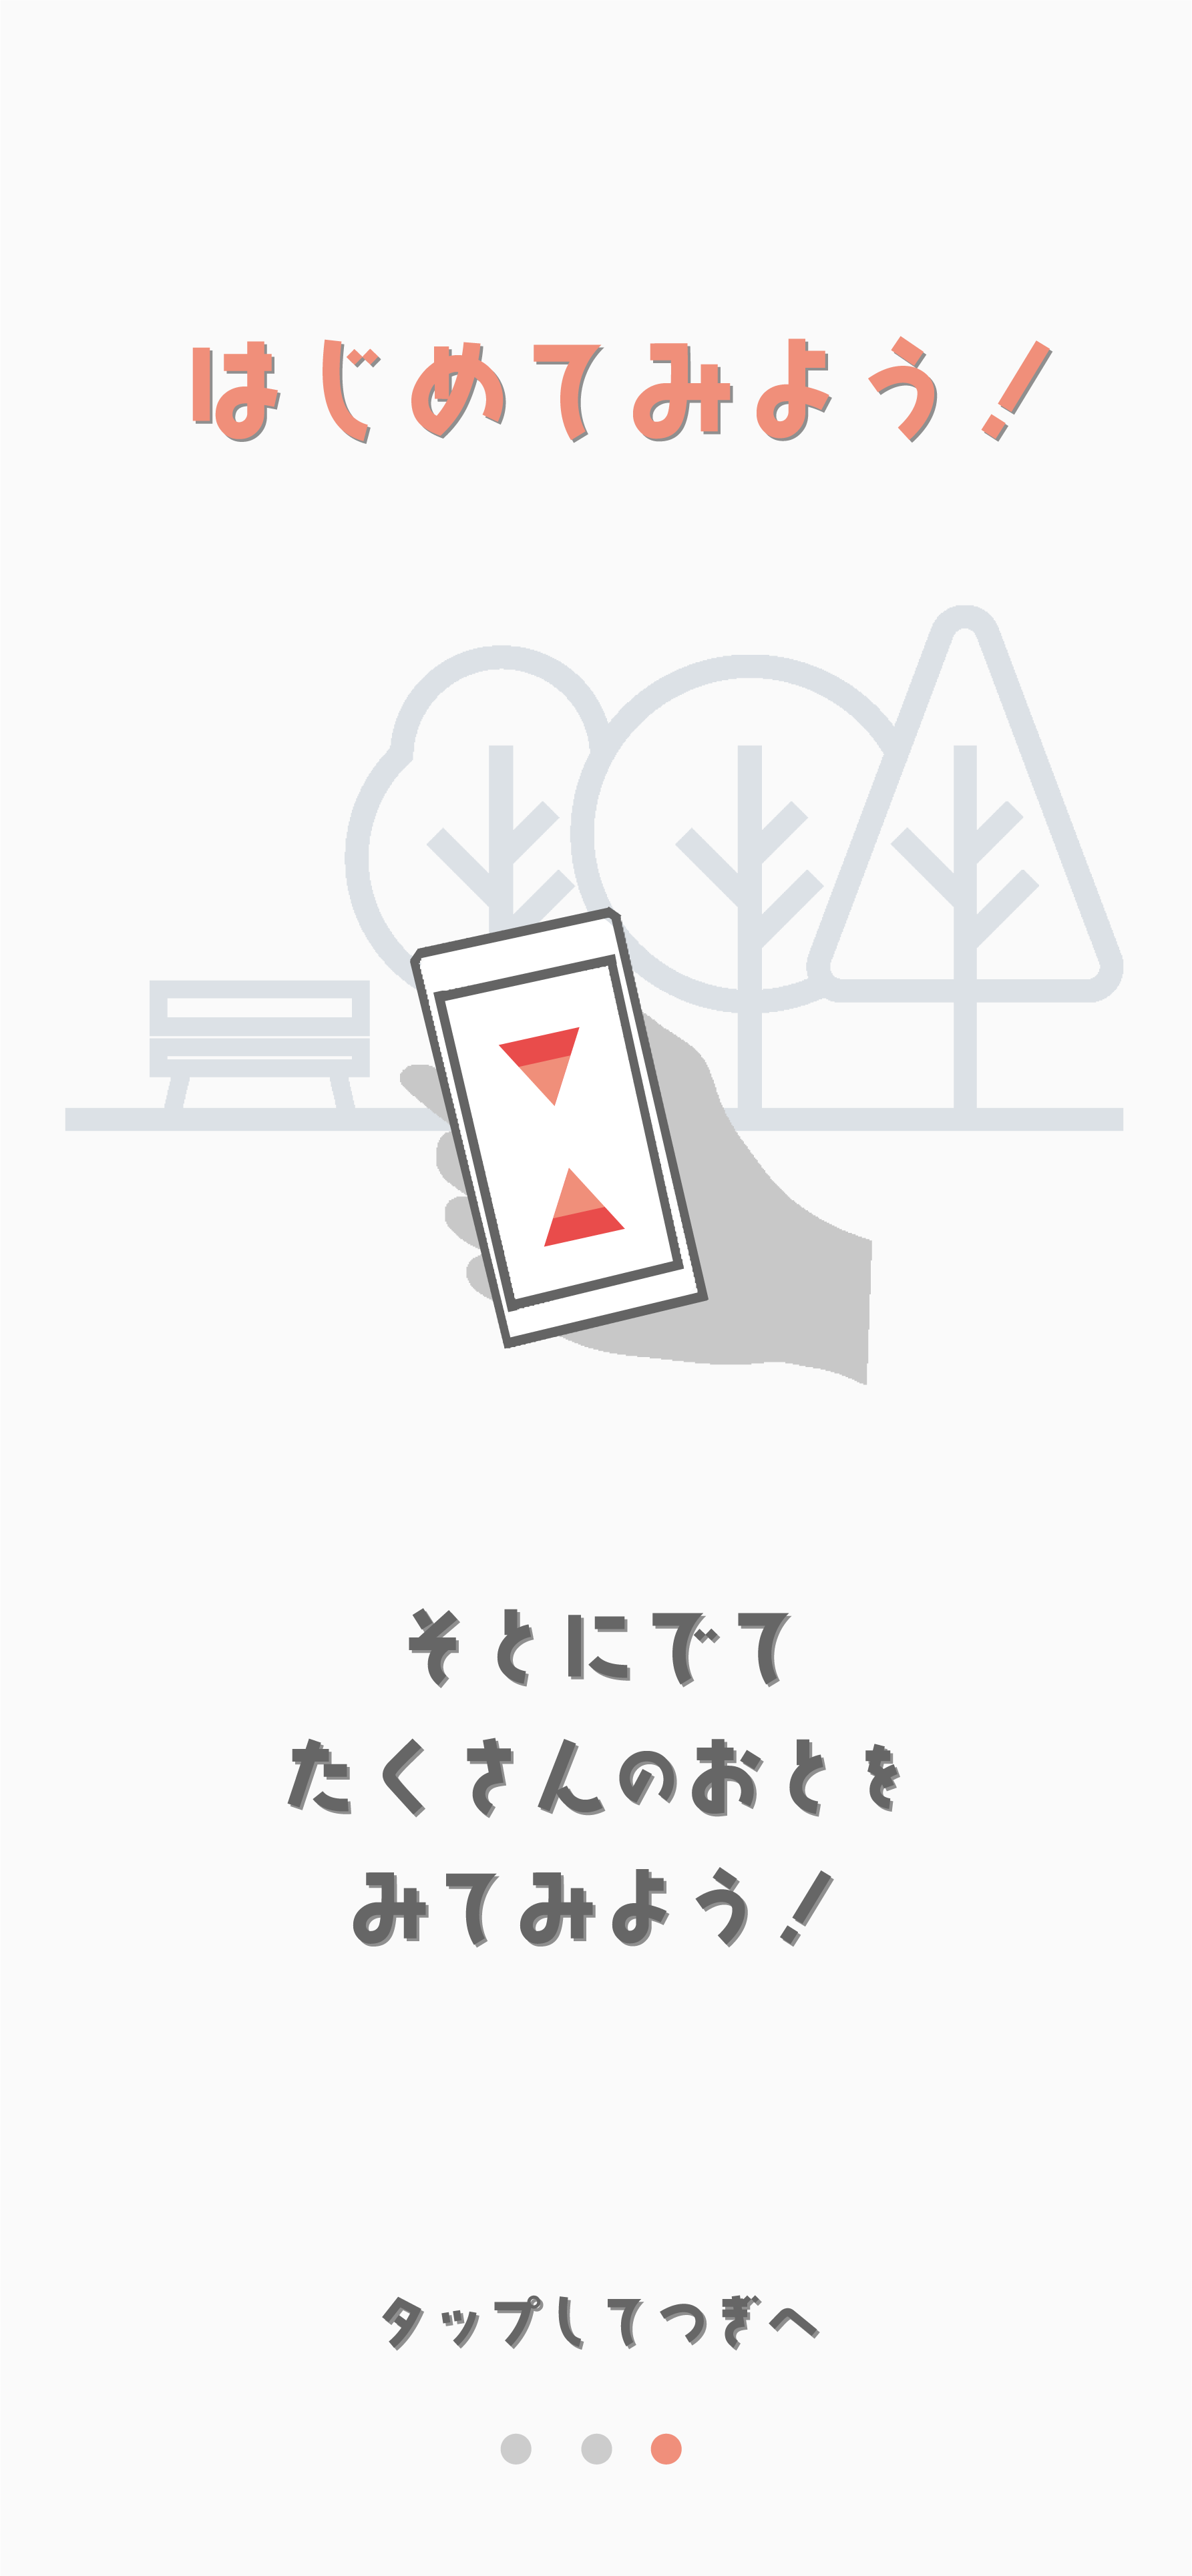 はじめてみよう！
そとにでて
たくさんのおとを
みてみよう！
タップしてつぎへ